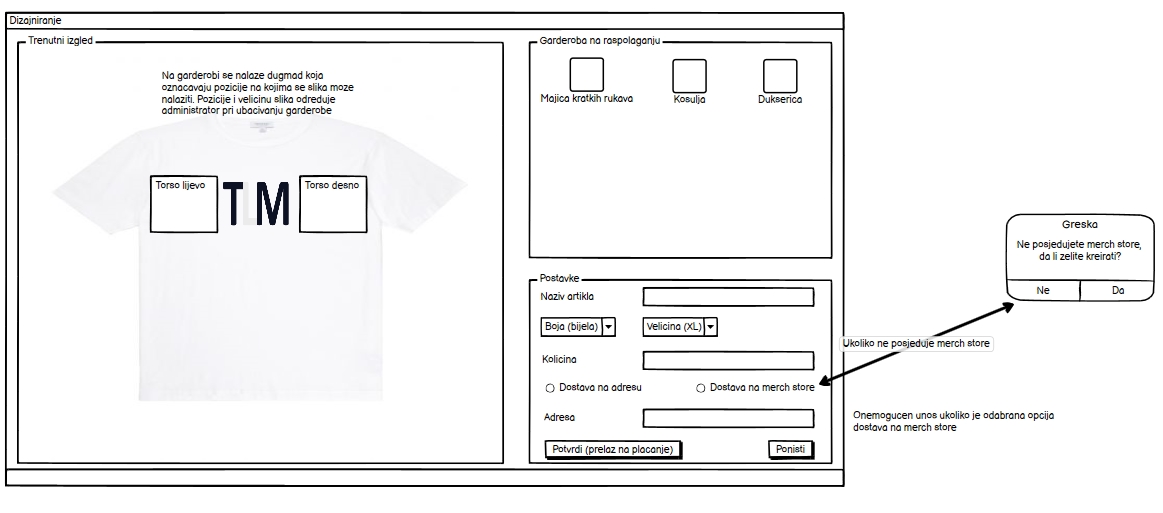 Dizajniranje
Trenutni izgled
Na garderobi se nalaze dugmad koja
oznacavaju pozicije na kojima se slika moze
nalaziti. Pozicije i velicinu slika odreduje
administrator pri ubacivanju garderobe
Torso lijevo
TLM
Torso desno
Garderoba na raspolaganju
Majica kratkih rukava
Kosulja
Dukserica
Postavke
Naziv artikla
Boja (bijela)
Velicina (XL)
Kolicina
Dostava na adresu
Dostava na merch store
Adresa
Potvrdi (prelaz na placanje)
Ponisti
Ukoliko ne posjeduje merch store
Onemogucen unos ukoliko je odabrana opcija
dostava na merch store
Greska
Ne posjedujete merch store,
da li zelite kreirati?
Ne
Da